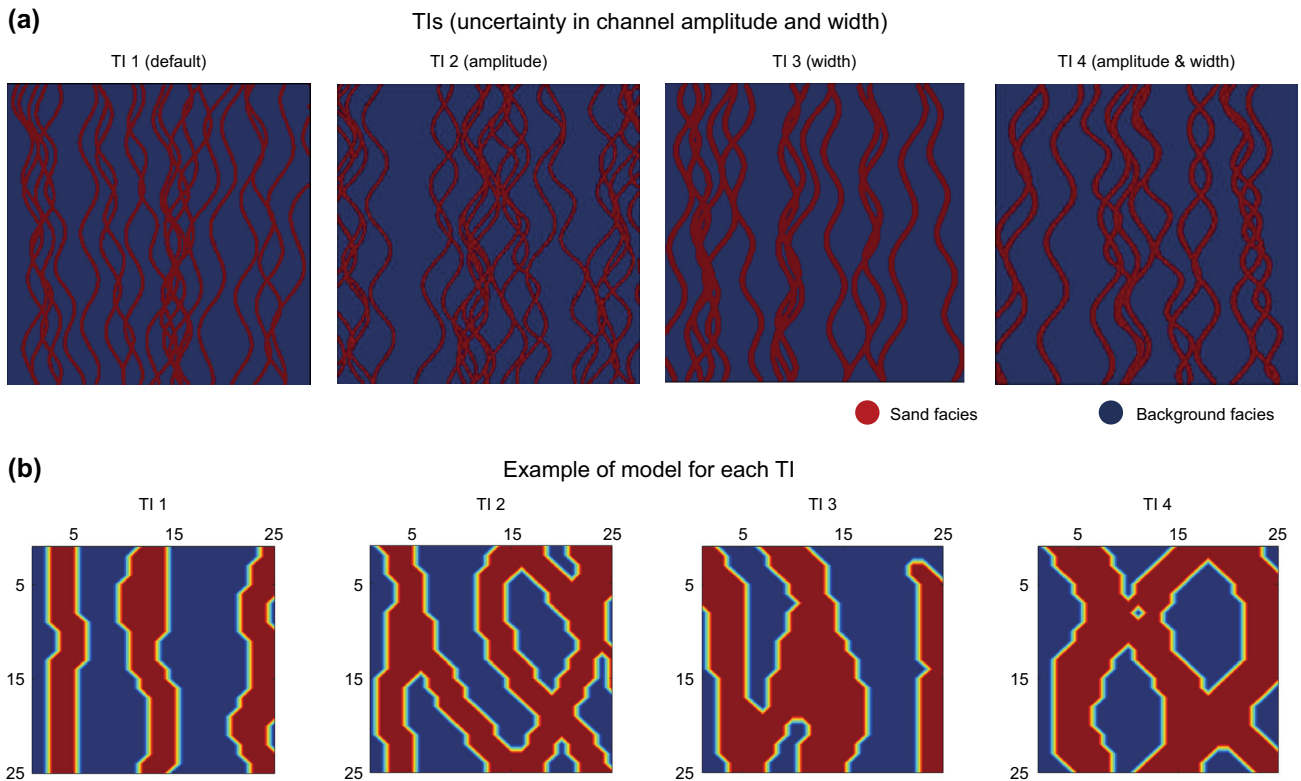 (a)
TIs (uncertainty in channel amplitude and width)
TI 1 (default)
TI 2 (amplitude)
TI 3 (width)
TI 4 (amplitude & width)
Sand facies
Background facies
(b)
Example of model for each TI
TI 1
TI 2
TI 3
TI 4
5 15 25
5 15 25
5 15 25
5 15 25
5
15
25
5
15
25
5
15
25
5
15
25